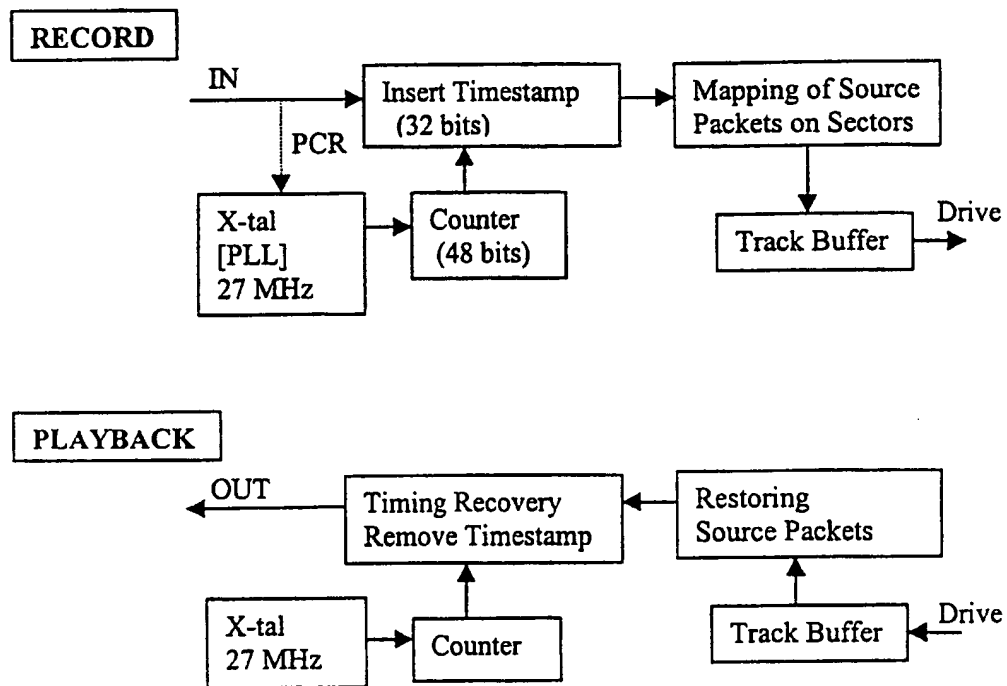 RECORD
IN
PCR
Insert Timestamp
(32 bits)
Mapping of Source
Packets on Sectors
X-tal
[PLL]
27 MHz
Counter
(48 bits)
Track Buffer
Drive
PLAYBACK
OUT
Timing Recovery
Remove Timestamp
Restoring
Source Packets
X-tal
27 MHz
Counter
Track Buffer
Drive